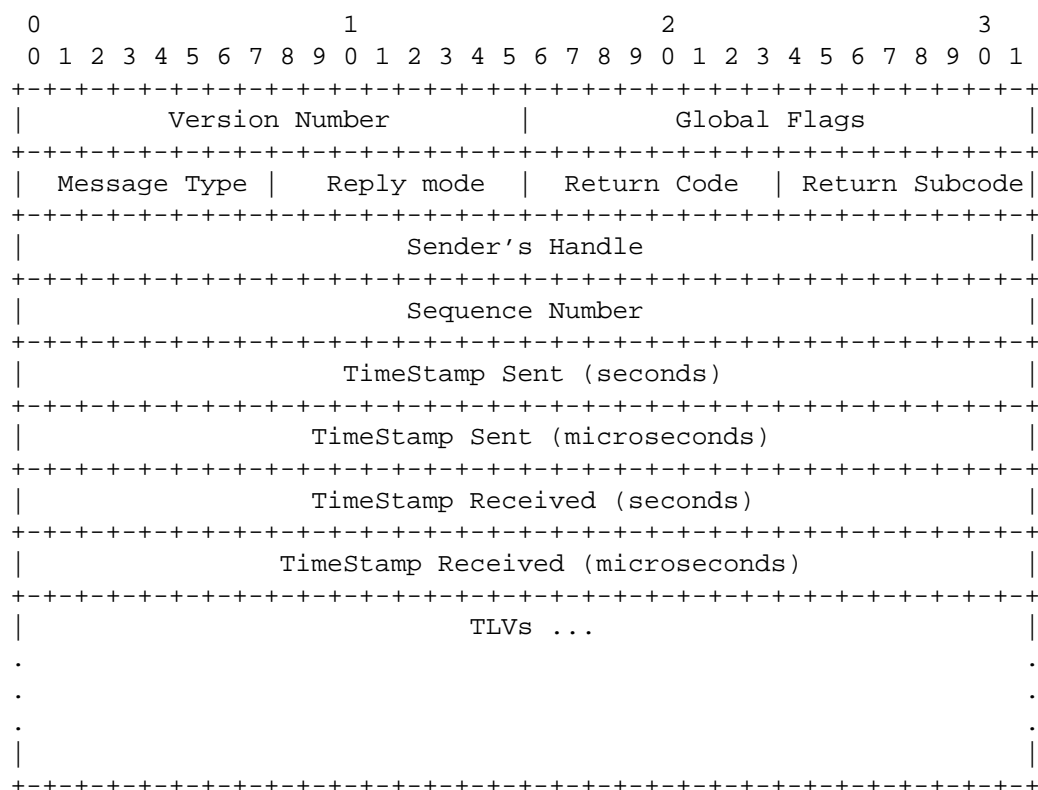 0                   1                   2                   3
 0 1 2 3 4 5 6 7 8 9 0 1 2 3 4 5 6 7 8 9 0 1 2 3 4 5 6 7 8 9 0 1
+-+-+-+-+-+-+-+-+-+-+-+-+-+-+-+-+-+-+-+-+-+-+-+-+-+-+-+-+-+-+-+-+
|         Version Number        |         Global Flags          |
+-+-+-+-+-+-+-+-+-+-+-+-+-+-+-+-+-+-+-+-+-+-+-+-+-+-+-+-+-+-+-+-+
|  Message Type |   Reply mode  |  Return Code  | Return Subcode|
+-+-+-+-+-+-+-+-+-+-+-+-+-+-+-+-+-+-+-+-+-+-+-+-+-+-+-+-+-+-+-+-+
|                        Sender’s Handle                        |
+-+-+-+-+-+-+-+-+-+-+-+-+-+-+-+-+-+-+-+-+-+-+-+-+-+-+-+-+-+-+-+-+
|                        Sequence Number                        |
+-+-+-+-+-+-+-+-+-+-+-+-+-+-+-+-+-+-+-+-+-+-+-+-+-+-+-+-+-+-+-+-+
|                    TimeStamp Sent (seconds)                   |
+-+-+-+-+-+-+-+-+-+-+-+-+-+-+-+-+-+-+-+-+-+-+-+-+-+-+-+-+-+-+-+-+
|                  TimeStamp Sent (microseconds)                |
+-+-+-+-+-+-+-+-+-+-+-+-+-+-+-+-+-+-+-+-+-+-+-+-+-+-+-+-+-+-+-+-+
|                  TimeStamp Received (seconds)                 |
+-+-+-+-+-+-+-+-+-+-+-+-+-+-+-+-+-+-+-+-+-+-+-+-+-+-+-+-+-+-+-+-+
|                TimeStamp Received (microseconds)              |
+-+-+-+-+-+-+-+-+-+-+-+-+-+-+-+-+-+-+-+-+-+-+-+-+-+-+-+-+-+-+-+-+
|                            TLVs ...                           |
.                                                               .
.                                                               .
.                                                               .
|                                                               |
+-+-+-+-+-+-+-+-+-+-+-+-+-+-+-+-+-+-+-+-+-+-+-+-+-+-+-+-+-+-+-+-+